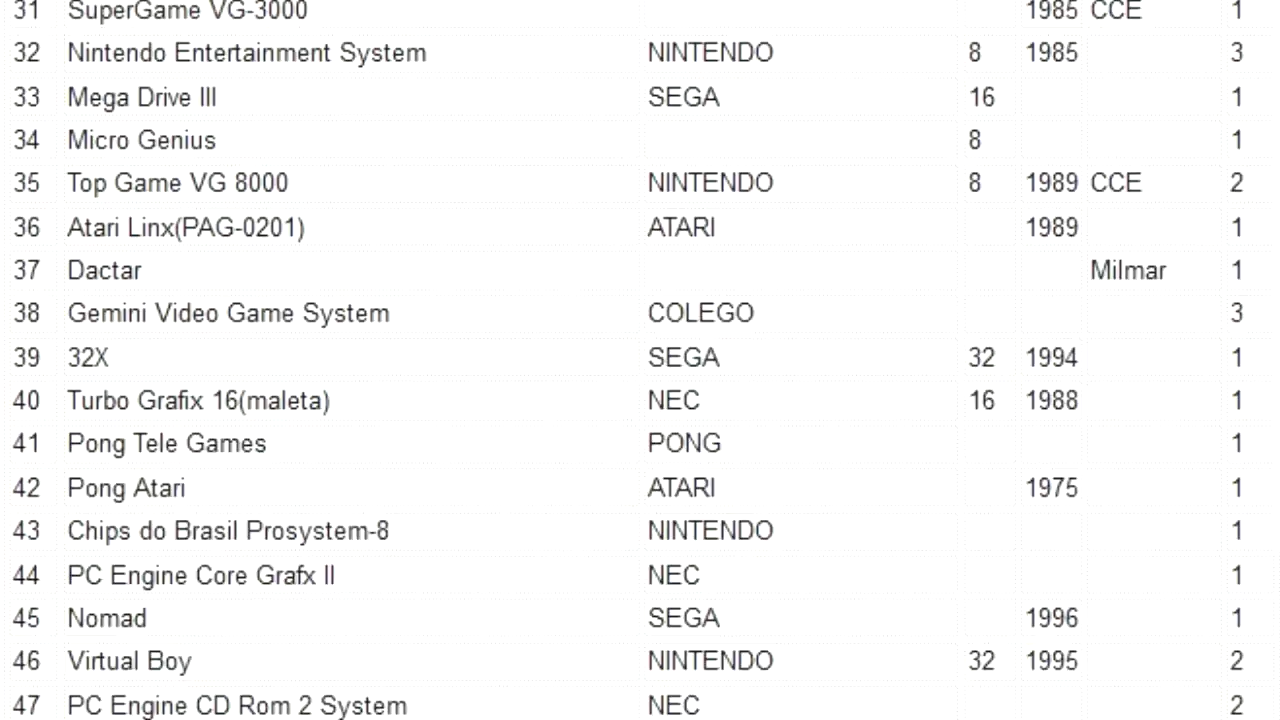 31 SuperGame VG-3000 1985 CCE 1
32 Nintendo Entertainment System NINTENDO 8 1985 3
33 Mega Drive III SEGA 16 1
34 Micro Genius 8 1
35 Top Game VG 8000 NINTENDO 8 1989 CCE 2
36 Atari Linx(PAG-0201) ATARI 1989 1
37 Dactar Milmar 1
38 Gemini Video Game System COLEGO 3
39 32X SEGA 32 1994 1
40 Turbo Grafix 16(maleta) NEC 16 1988 1
41 Pong Tele Games PONG 1
42 Pong Atari ATARI 1975 1
43 Chips do Brasil Prosystem-8 NINTENDO 1
44 PC Engine Core Grafx II NEC 1
45 Nomad SEGA 1996 1
46 Virtual Boy NINTENDO 32 1995 2
47 PC Engine CD Rom 2 System NEC 2